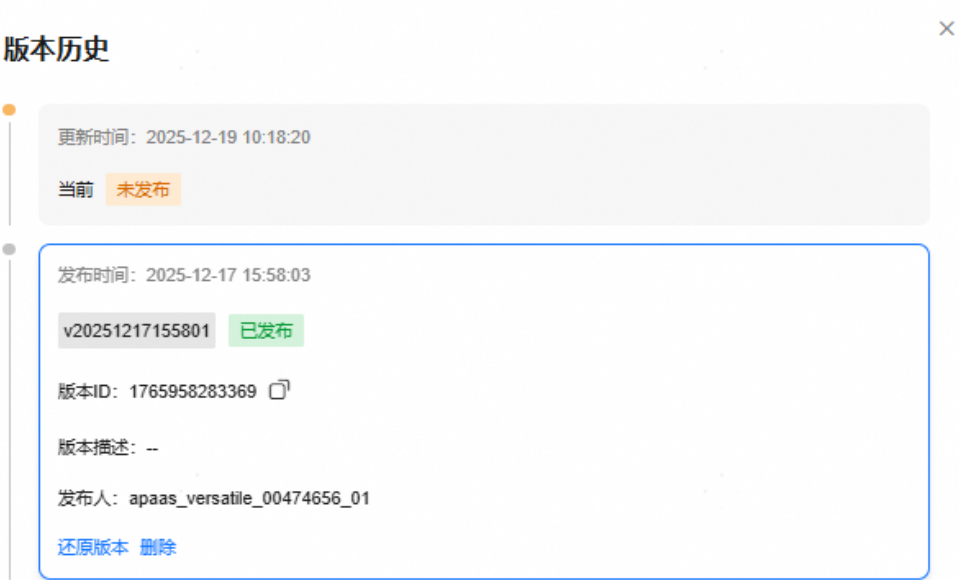 版本历史
更新时间：2025-12-19 10:18:20
当前 未发布
发布时间：2025-12-17 15:58:03
v20251217155801 已发布
版本ID：1765958283369
版本描述：--
发布人：apaas_versatile_00474656_01
还原版本 删除